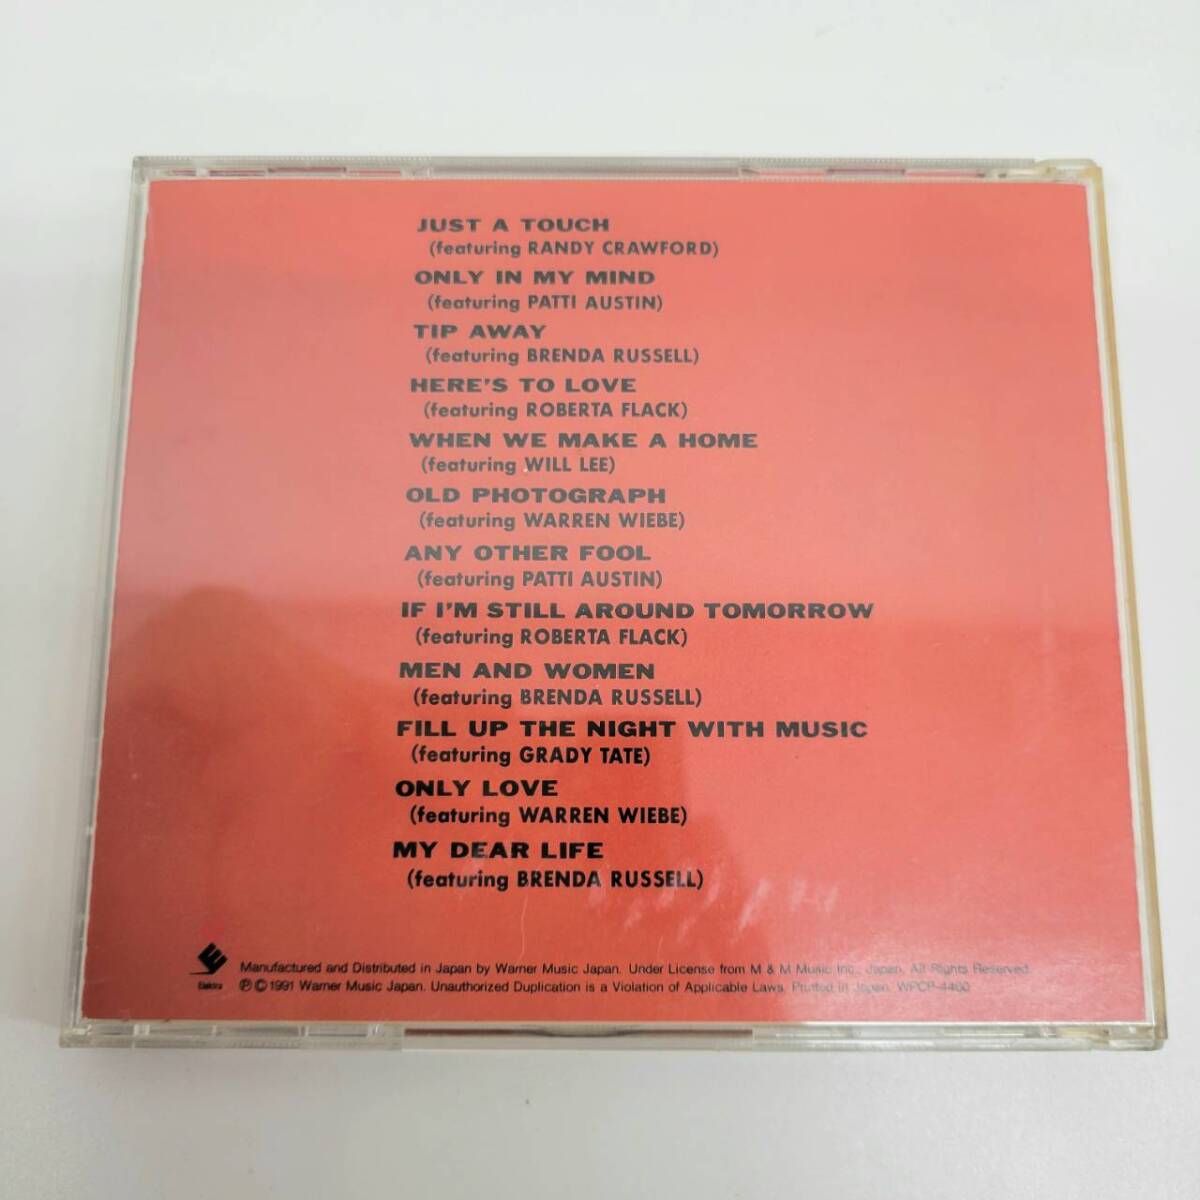 JUST A TOUCH
(featuring RANDY CRAWFORD)
ONLY IN MY MIND
(featuring PATTI AUSTIN)
TIP AWAY
(featuring BRENDA RUSSELL)
HERE'S TO LOVE
(featuring ROBERTA FLACK)
WHEN WE MAKE A HOME
(featuring WILL LEE)
OLD PHOTOGRAPH
(featuring WARREN WIEBE)
ANY OTHER FOOL
(featuring PATTI AUSTIN)
IF I'M STILL AROUND TOMORROW
(featuring ROBERTA FLACK)
MEN AND WOMEN
(featuring BRENDA RUSSELL)
FILL UP THE NIGHT WITH MUSIC
(featuring GRADY TATE)
ONLY LOVE
(featuring WARREN WIEBE)
MY DEAR LIFE
(featuring BRENDA RUSSELL)
Elektra
Manufactured and Distributed in Japan by Warner Music Japan. Under License from M & M Music Inc., Japan. All Rights Reserved
℗ © 1991 Warner Music Japan. Unauthorized Duplication is a Violation of Applicable Laws. Printed in Japan. WPCP-4400